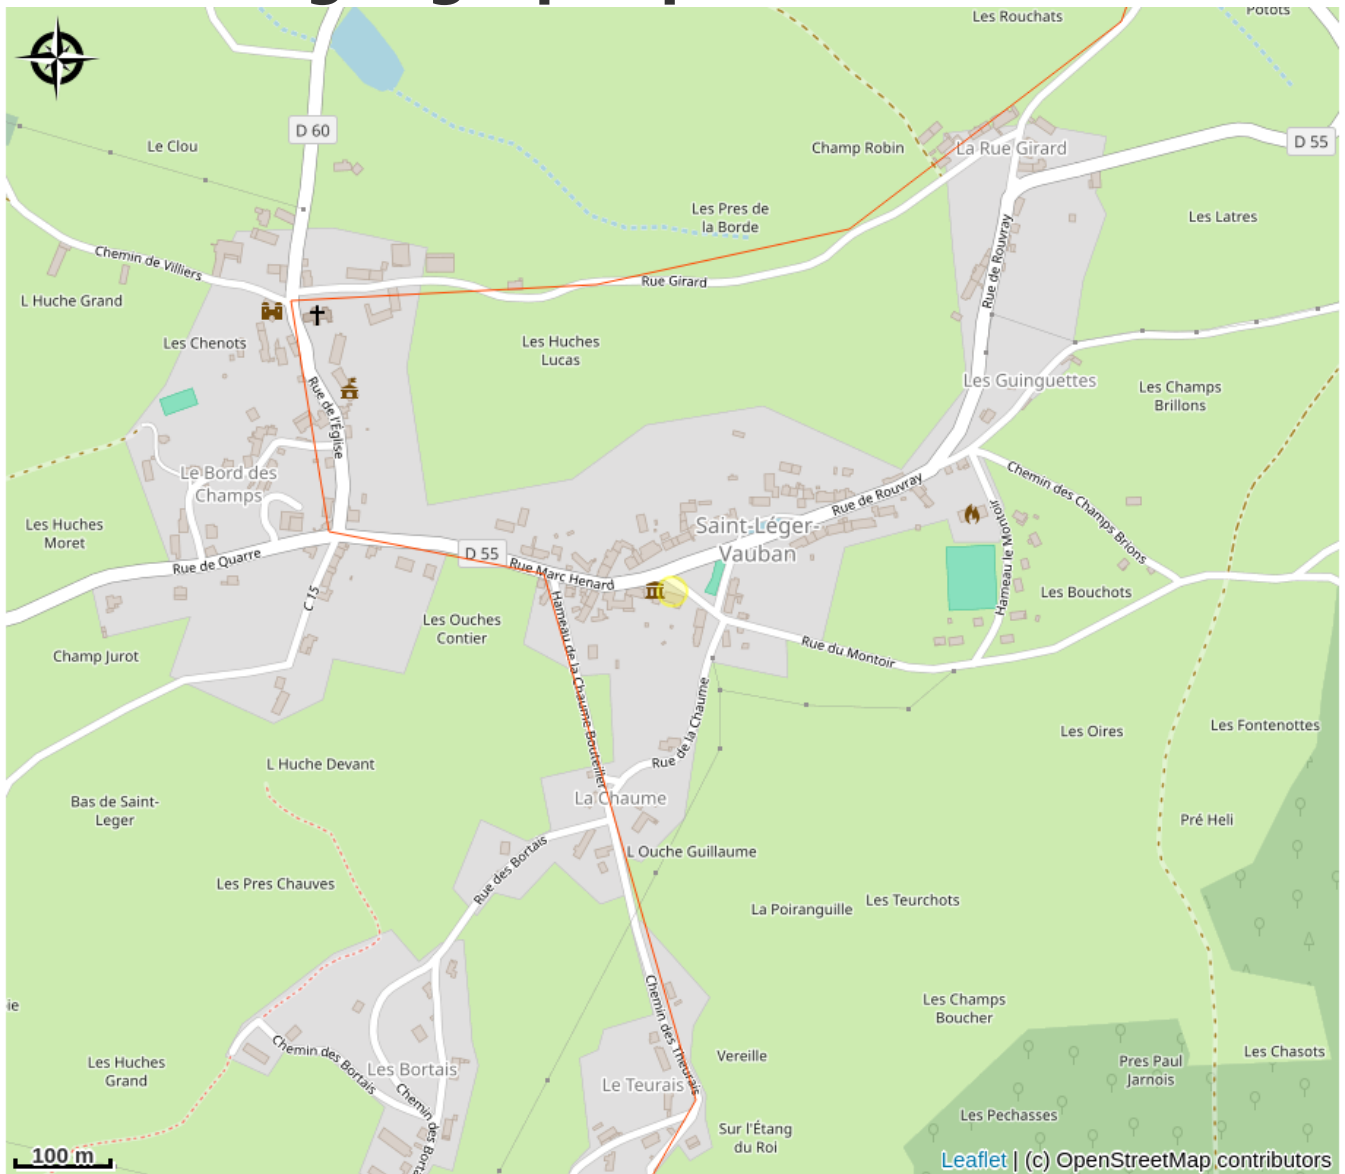 Les Rouchats
Potots
D 60
Le Clou
Champ Robin
La Rue Girard
D 55
Les Pres de
la Borde
Les Latres
Chemin de Villiers
Rue de Rouvray
Rue Girard
L Huche Grand
Les Chenots
Les Huches
Lucas
Rue de l'Église
Les Guinguettes
Les Champs
Brillons
Le Bord des
Champs
Chemin des Champs Brions
Rue de Rouvray
Les Huches
Moret
Saint-Léger-
Vauban
Hameau le Montoir
D 55
Rue de Quarre
Rue Marc Henard
C 15
Les Bouchots
Les Ouches
Contier
Hameau de la Chaume Bouteiller
Rue du Montoir
Champ Jurot
Rue de la Chaume
Les Oires
Les Fontenottes
L Huche Devant
La Chaume
Bas de Saint-
Leger
Pré Heli
Rue des Bortais
L Ouche Guillaume
Les Pres Chauves
La Poiranguille
Les Teurchots
ie
Les Champs
Boucher
Chemin des Theurais
Chemin des Bortais
Les Huches
Grand
Les Bortais
Vereille
Le Teurais
Pres Paul
Jarnois
Les Chasots
Chemin des Borta
Les Pechasses
Sur l'Étang
du Roi
100 m
Leaflet | (c) OpenStreetMap contributors